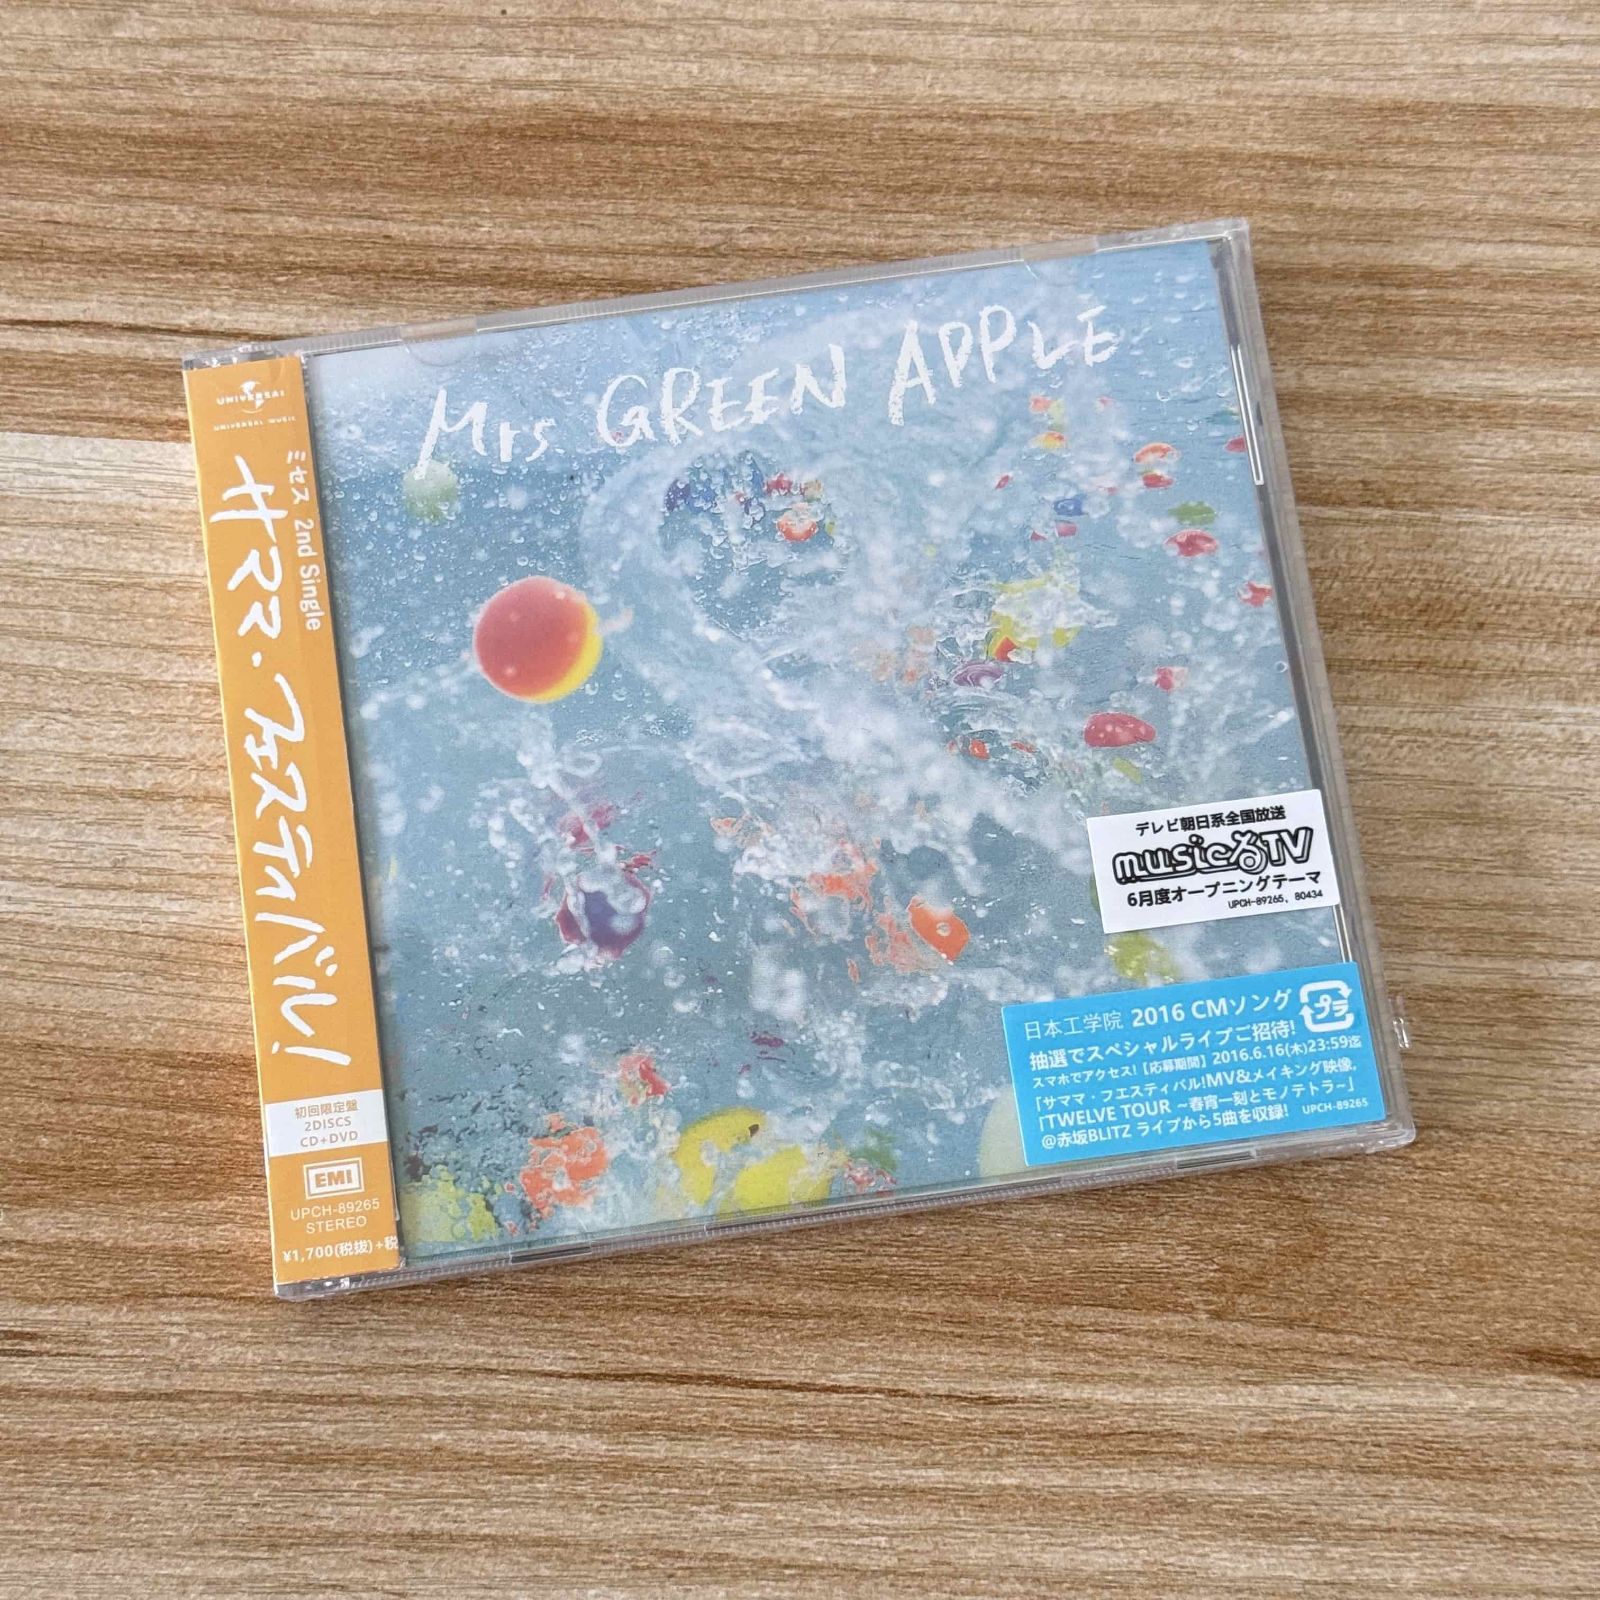 Mrs GREEN APPLE
UNIVERSAL
UNIVERSAL MUSIC
ミセス 2nd Single
サママ・フェスティバル!
初回限定盤
2DISCS
CD+DVD
EMI
UPCH-89265
STEREO
¥1,700(税抜)+税
テレビ朝日系全国放送
musicるTV
6月度オープニングテーマ
UPCH-89265, 80434
日本工学院 2016 CMソング
プラ
抽選でスペシャルライブご招待!
スマホでアクセス!【応募期間】2016.6.16(木)23:59迄
「サママ・フェスティバル!MV&メイキング映像,
「TWELVE TOUR ~春宵一刻とモノテトラ~」
@赤坂BLITZ ライブから5曲を収録! UPCH-89265